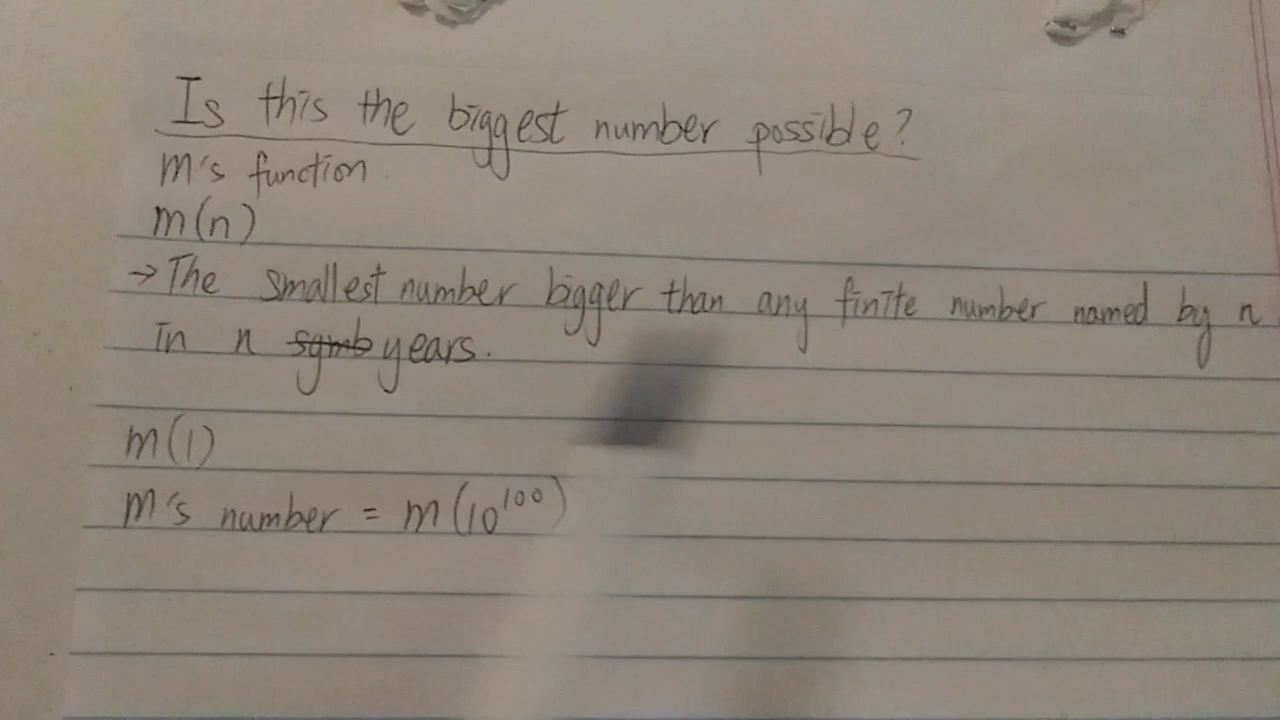 Is this the biggest number possible?
M's function
m(n)
→ The smallest number bigger than any finite number named by n
in n symb years.
m(1)
M's number = m(10^100)